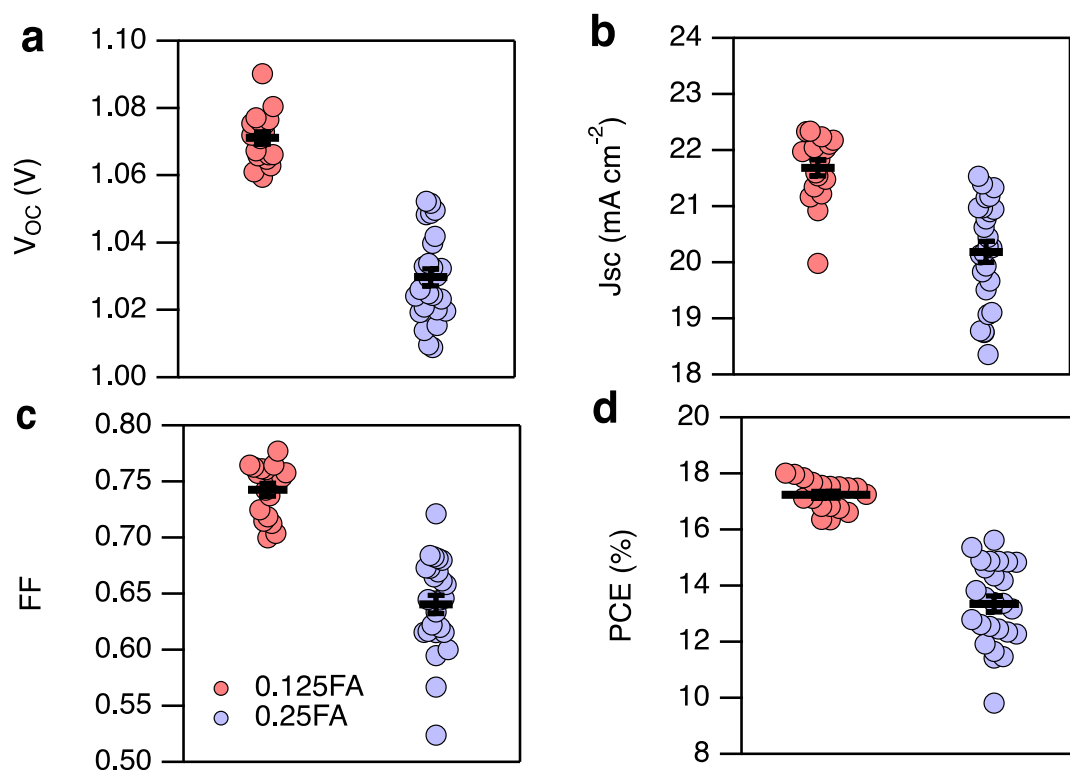 a
1.10
1.08
1.06
1.04
1.02
1.00
V_OC (V)
b
24
23
22
21
20
19
18
Jsc (mA cm⁻²)
c
0.80
0.75
0.70
0.65
0.60
0.55
0.50
FF
0.125FA
0.25FA
d
20
18
16
14
12
10
8
PCE (%)